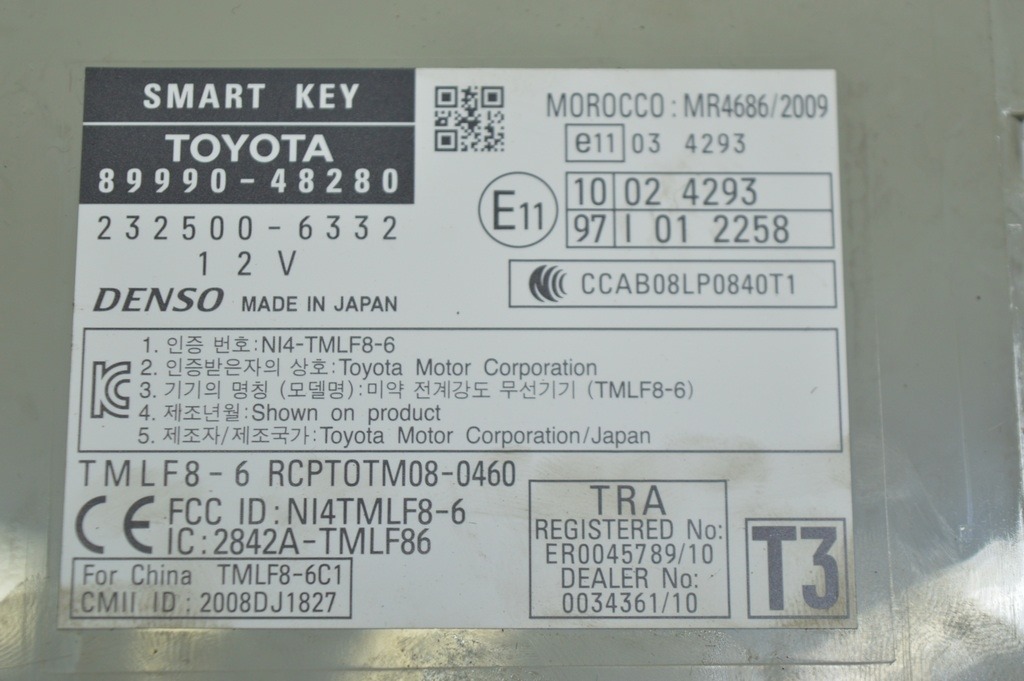 SMART KEY
TOYOTA
89990-48280
232500-6332
12V
DENSO MADE IN JAPAN
MOROCCO : MR4686/2009
e11 03 4293
E11
10 02 4293
97 I 01 2258
CCAB08LP0840T1
1. 인증 번호:NI4-TMLF8-6
2. 인증받은자의 상호:Toyota Motor Corporation
3. 기기의 명칭 (모델명):미약 전계강도 무선기기 (TMLF8-6)
4. 제조년월:Shown on product
5. 제조자/제조국가:Toyota Motor Corporation/Japan
TMLF8-6 RCPTOTM08-0460
CE FCC ID : NI4TMLF8-6
IC : 2842A-TMLF86
For China TMLF8-6C1
CMII ID : 2008DJ1827
TRA
REGISTERED No:
ER0045789/10
DEALER No:
0034361/10
T3